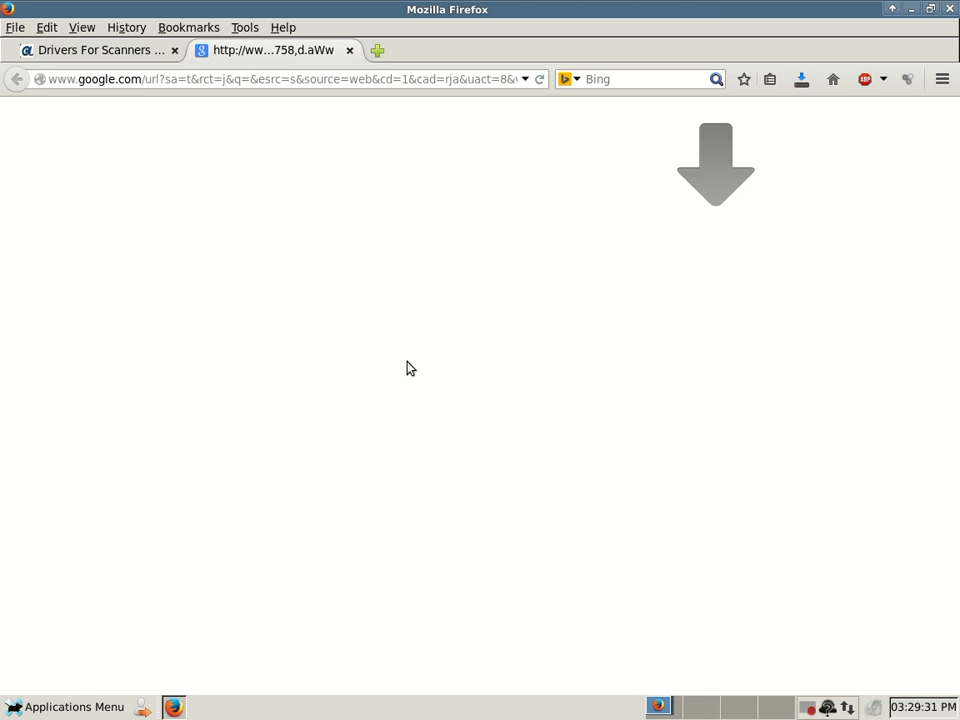 Mozilla Firefox
File Edit View History Bookmarks Tools Help
Drivers For Scanners ... http://ww...758,d.aWw
www.google.com/url?sa=t&rct=j&q=&esrc=s&source=web&cd=1&cad=rja&uact=8& Bing
ABP
Applications Menu 03:29:31 PM